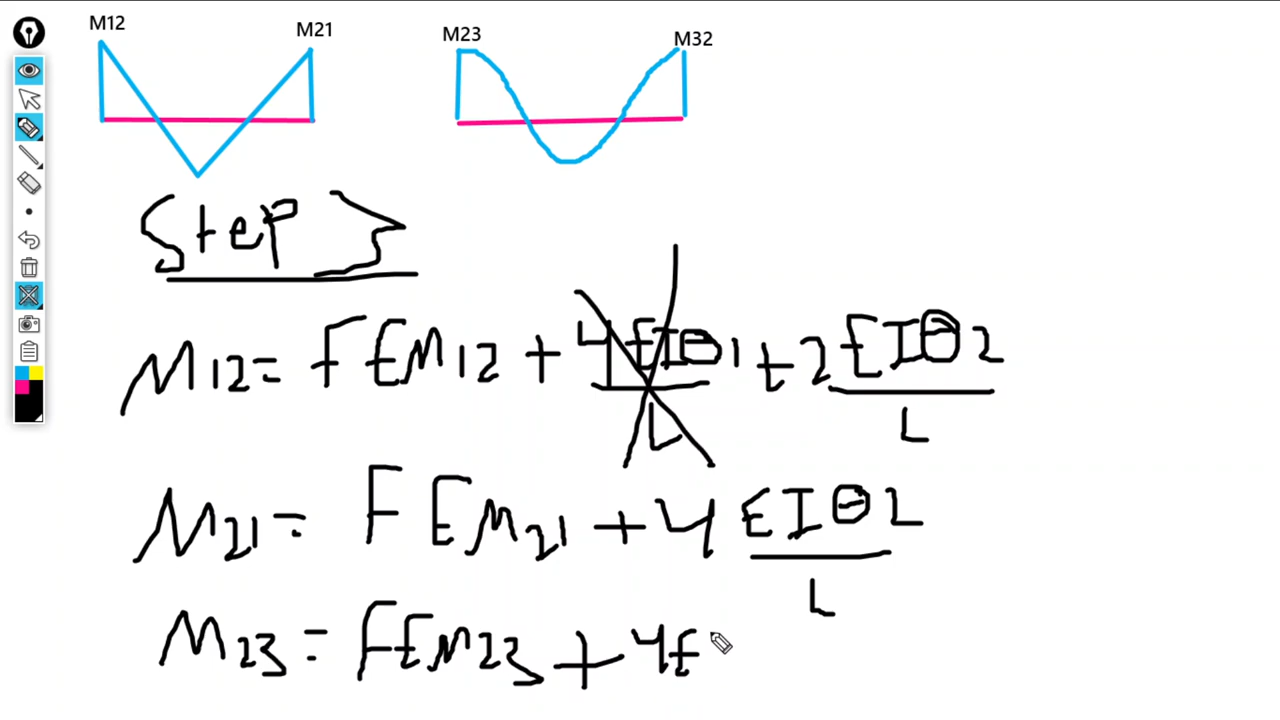 M12 M21 M23 M32
Step 3
M12= FEM12 + 4EIθ1/L + 2EIθ2/L
M21= FEM21 + 4EIθ2/L
M23= FEM23 + 4E